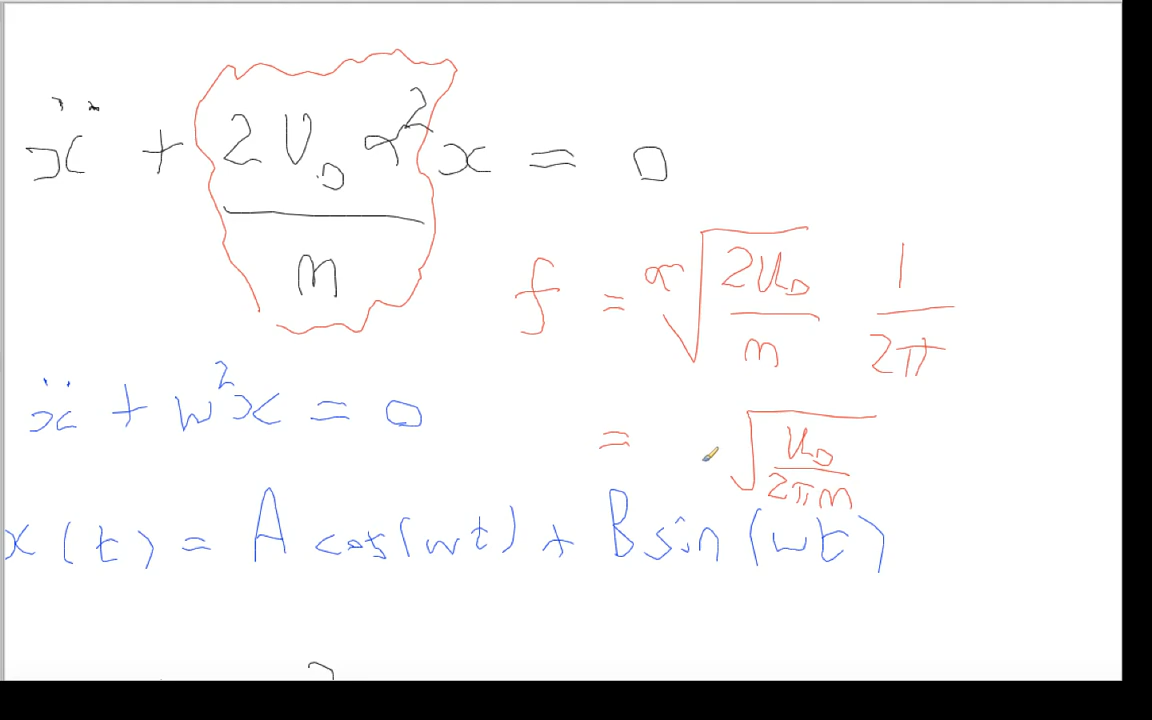 ẍ + 2U₀α²/m x = 0
f = α√(2U₀/m) 1/2π
ẍ + w²x = 0
= √(U₀/2πm)
x(t) = A cos(wt) + B sin(wt)